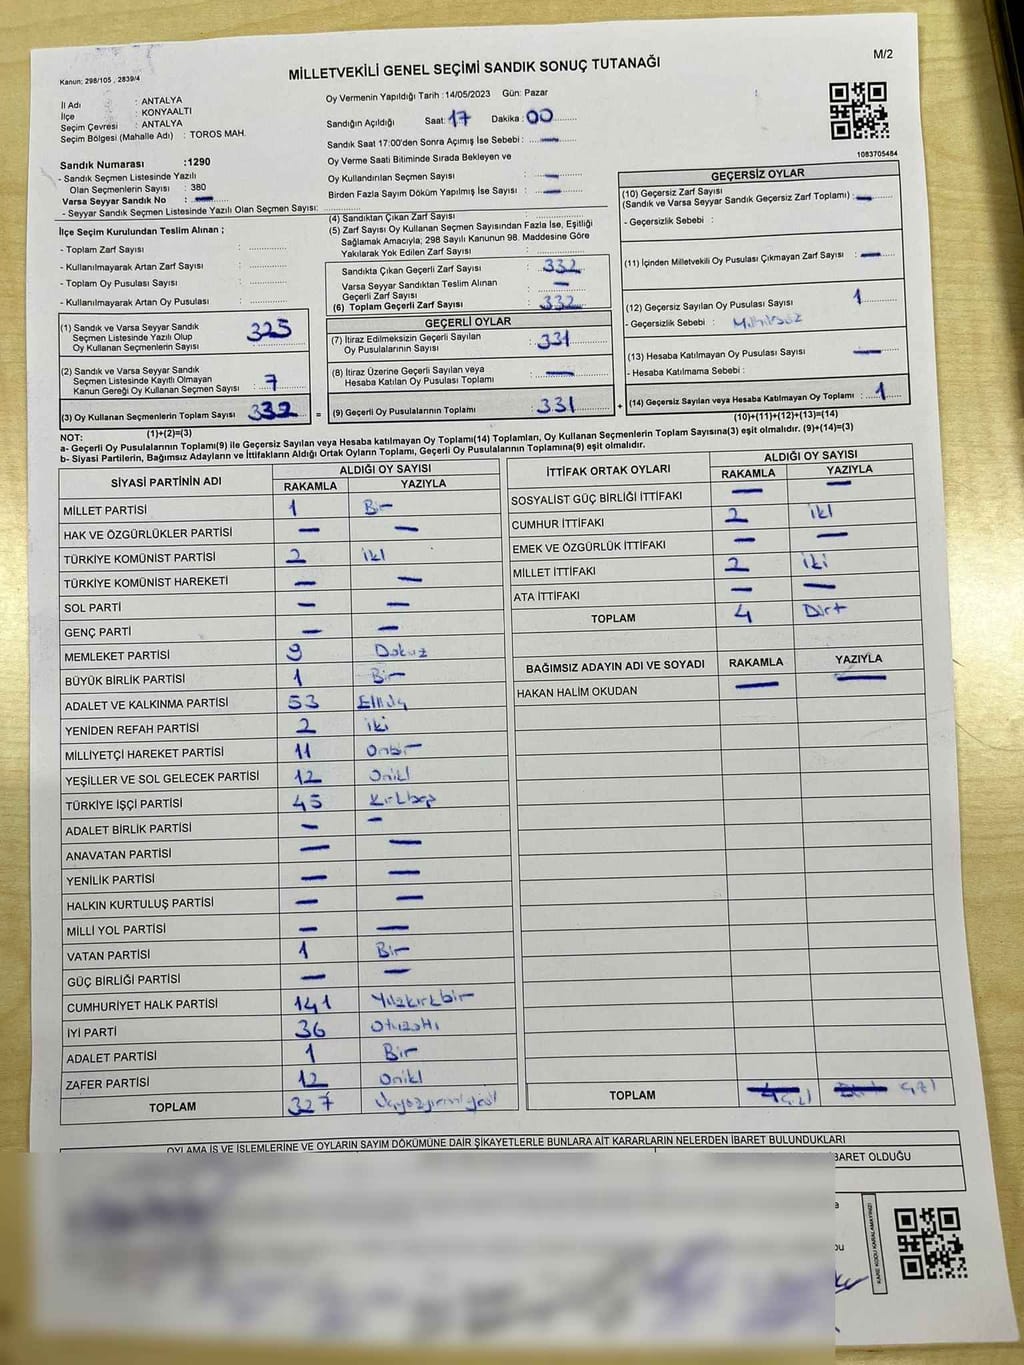 M/2
Kanun: 298/105 , 2839/4
MİLLETVEKİLİ GENEL SEÇİMİ SANDIK SONUÇ TUTANAĞI
İl Adı : ANTALYA
İlçe : KONYAALTI
Seçim Çevresi : ANTALYA
Seçim Bölgesi (Mahalle Adı) : TOROS MAH.
Sandık Numarası :1290
- Sandık Seçmen Listesinde Yazılı
Olan Seçmenlerin Sayısı : 380
Varsa Seyyar Sandık No : —
- Seyyar Sandık Seçmen Listesinde Yazılı Olan Seçmen Sayısı:
Oy Vermenin Yapıldığı Tarih : 14/05/2023 Gün: Pazar
Sandığın Açıldığı Saat: 17 Dakika : 00
Sandık Saat 17:00'den Sonra Açımış İse Sebebi : —
Oy Verme Saati Bitiminde Sırada Bekleyen ve
Oy Kullandırılan Seçmen Sayısı : —
Birden Fazla Sayım Döküm Yapılmış İse Sayısı : —
1083705484
İlçe Seçim Kurulundan Teslim Alınan ;
- Toplam Zarf Sayısı :
- Kullanılmayarak Artan Zarf Sayısı :
- Toplam Oy Pusulası Sayısı :
- Kullanılmayarak Artan Oy Pusulası :
(1) Sandık ve Varsa Seyyar Sandık
Seçmen Listesinde Yazılı Olup
Oy Kullanan Seçmenlerin Sayısı : 325
(2) Sandık ve Varsa Seyyar Sandık
Seçmen Listesinde Kayıtlı Olmayan
Kanun Gereği Oy Kullanan Seçmen Sayısı : 7
(3) Oy Kullanan Seçmenlerin Toplam Sayısı : 332
(1)+(2)=(3)
(4) Sandıktan Çıkan Zarf Sayısı :
(5) Zarf Sayısı Oy Kullanan Seçmen Sayısından Fazla İse, Eşitliği
Sağlamak Amacıyla; 298 Sayılı Kanunun 98. Maddesine Göre
Yakılarak Yok Edilen Zarf Sayısı :
Sandıkta Çıkan Geçerli Zarf Sayısı : 332
Varsa Seyyar Sandıktan Teslim Alınan
Geçerli Zarf Sayısı : —
(6) Toplam Geçerli Zarf Sayısı : 332
GEÇERLİ OYLAR
(7) İtiraz Edilmeksizin Geçerli Sayılan
Oy Pusulalarının Sayısı : 331
(8) İtiraz Üzerine Geçerli Sayılan veya
Hesaba Katılan Oy Pusulası Toplamı : —
= (9) Geçerli Oy Pusulalarının Toplamı : 331 +
GEÇERSİZ OYLAR
(10) Geçersiz Zarf Sayısı
(Sandık ve Varsa Seyyar Sandık Geçersiz Zarf Toplamı) : —
- Geçersizlik Sebebi :
(11) İçinden Milletvekili Oy Pusulası Çıkmayan Zarf Sayısı : —
(12) Geçersiz Sayılan Oy Pusulası Sayısı : 1
- Geçersizlik Sebebi : Mühürsüz
(13) Hesaba Katılmayan Oy Pusulası Sayısı : —
- Hesaba Katılmama Sebebi :
(14) Geçersiz Sayılan veya Hesaba Katılmayan Oy Toplamı : 1
(10)+(11)+(12)+(13)=(14)
NOT:
a- Geçerli Oy Pusulalarının Toplamı(9) ile Geçersiz Sayılan veya Hesaba katılmayan Oy Toplamı(14) Toplamları, Oy Kullanan Seçmenlerin Toplam Sayısına(3) eşit olmalıdır. (9)+(14)=(3)
b- Siyasi Partilerin, Bağımsız Adayların ve İttifakların Aldığı Ortak Oyların Toplamı, Geçerli Oy Pusulalarının Toplamına(9) eşit olmalıdır.
SİYASİ PARTİNİN ADI ALDIĞI OY SAYISI
RAKAMLA YAZIYLA
MİLLET PARTİSİ 1 Bir
HAK VE ÖZGÜRLÜKLER PARTİSİ — —
TÜRKİYE KOMÜNİST PARTİSİ 2 iki
TÜRKİYE KOMÜNİST HAREKETİ — —
SOL PARTİ — —
GENÇ PARTİ — —
MEMLEKET PARTİSİ 9 Dokuz
BÜYÜK BİRLİK PARTİSİ 1 Bir
ADALET VE KALKINMA PARTİSİ 53
YENİDEN REFAH PARTİSİ 2 iki
MİLLİYETÇİ HAREKET PARTİSİ 11 Onbir
YEŞİLLER VE SOL GELECEK PARTİSİ 12 Oniki
TÜRKİYE İŞÇİ PARTİSİ 45 Kırkbeş
ADALET BİRLİK PARTİSİ — —
ANAVATAN PARTİSİ — —
YENİLİK PARTİSİ — —
HALKIN KURTULUŞ PARTİSİ — —
MİLLİ YOL PARTİSİ — —
VATAN PARTİSİ 1 Bir
GÜÇ BİRLİĞİ PARTİSİ — —
CUMHURİYET HALK PARTİSİ 141 Yüzkırkbir
İYİ PARTİ 36 Otuzaltı
ADALET PARTİSİ 1 Bir
ZAFER PARTİSİ 12 Oniki
TOPLAM 327 Üçyüzyirmiyedi
İTTİFAK ORTAK OYLARI ALDIĞI OY SAYISI
RAKAMLA YAZIYLA
SOSYALİST GÜÇ BİRLİĞİ İTTİFAKI — —
CUMHUR İTTİFAKI 2 iki
EMEK VE ÖZGÜRLÜK İTTİFAKI — —
MİLLET İTTİFAKI 2 iki
ATA İTTİFAKI — —
TOPLAM 4 Dört
BAĞIMSIZ ADAYIN ADI VE SOYADI RAKAMLA YAZIYLA
HAKAN HALİM OKUDAN — —
TOPLAM
OYLAMA İŞ VE İŞLEMLERİNE VE OYLARIN SAYIM DÖKÜMÜNE DAİR ŞİKAYETLERLE BUNLARA AİT KARARLARIN NELERDEN İBARET BULUNDUKLARI
İBARET OLDUĞU
KARE KODU KARALAMAYINIZ!